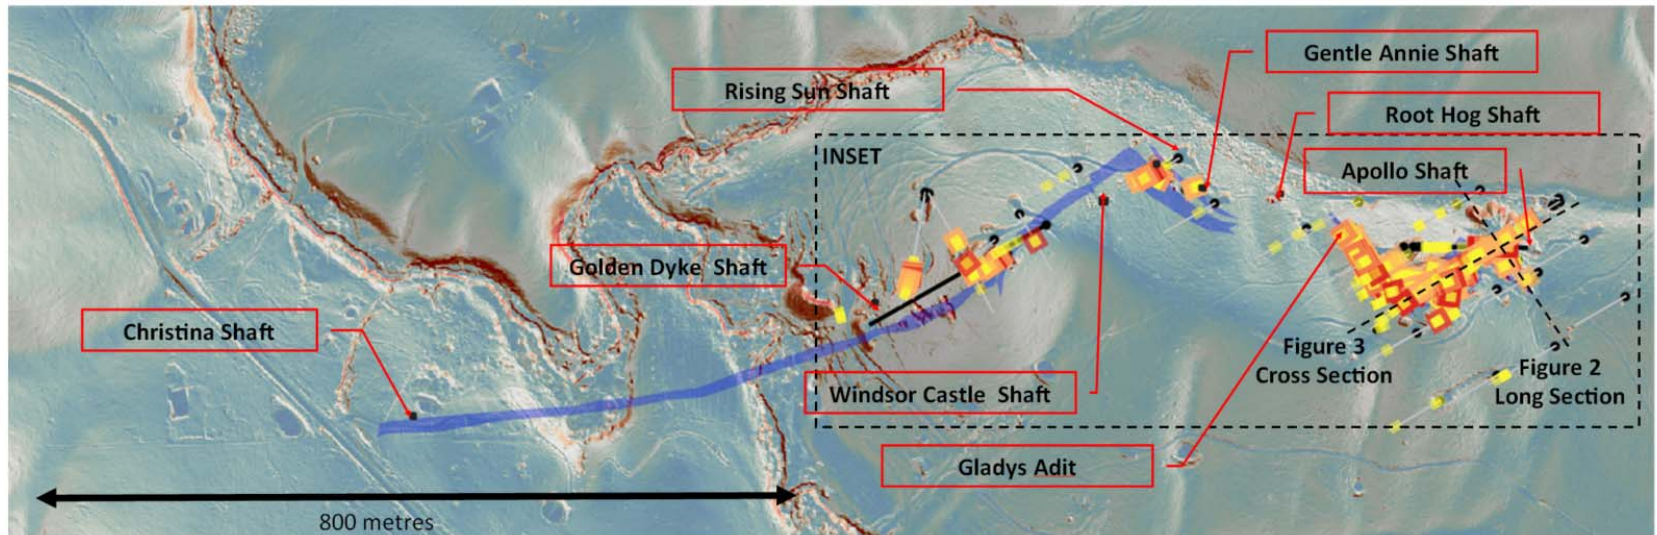 Gentle Annie Shaft
Rising Sun Shaft
Root Hog Shaft
INSET
Apollo Shaft
Golden Dyke Shaft
Christina Shaft
Figure 3
Cross Section
Figure 2
Long Section
Windsor Castle Shaft
Gladys Adit
800 metres